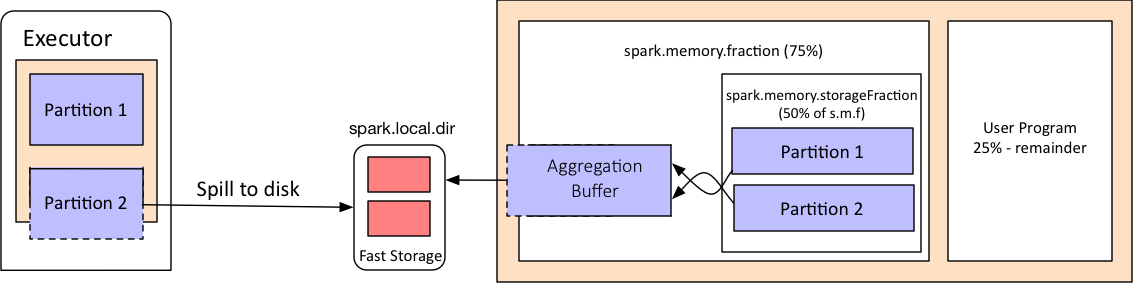 Executor
Partition 1
Partition 2
Spill to disk
spark.local.dir
Fast Storage
spark.memory.fraction (75%)
Aggregation
Buffer
spark.memory.storageFraction
(50% of s.m.f)
Partition 1
Partition 2
User Program
25% - remainder